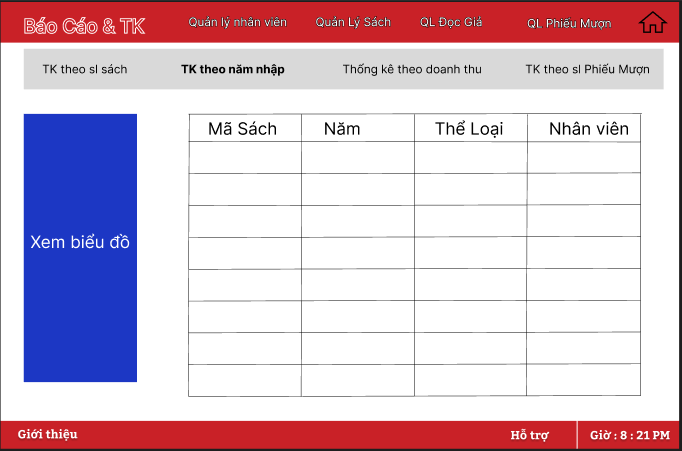 Báo Cáo & TK
Quản lý nhân viên
Quản Lý Sách
QL Đọc Giả
QL Phiếu Mượn
TK theo sl sách
TK theo năm nhập
Thống kê theo doanh thu
TK theo sl Phiếu Mượn
Xem biểu đồ
Mã Sách
Năm
Thể Loại
Nhân viên
Giới thiệu
Hỗ trợ
Giờ : 8 : 21 PM